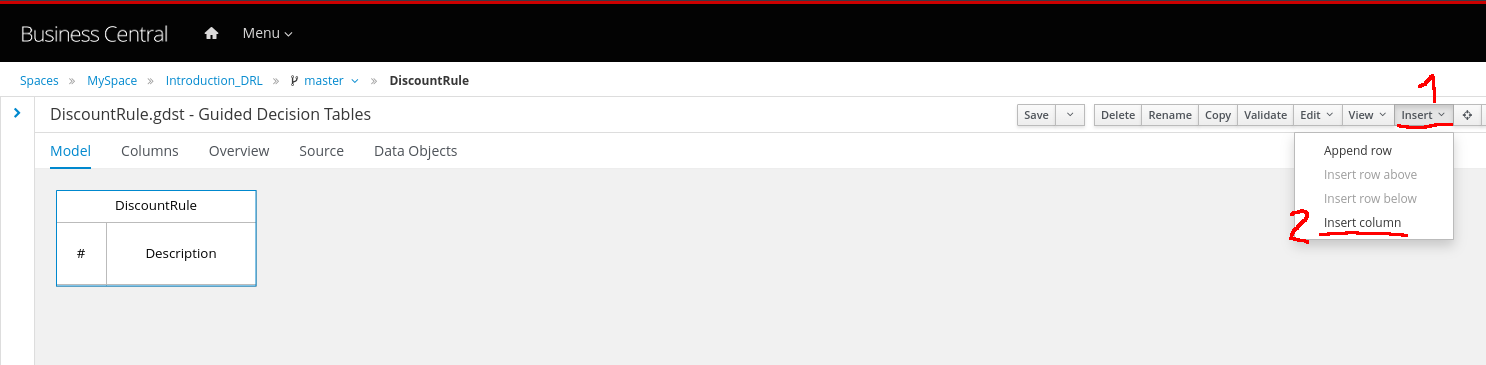 Business Central Menu
Spaces » MySpace » Introduction_DRL » master » DiscountRule
1
DiscountRule.gdst - Guided Decision Tables Save Delete Rename Copy Validate Edit View Insert
Model Columns Overview Source Data Objects
Append row
Insert row above
Insert row below
2 Insert column
DiscountRule
# Description